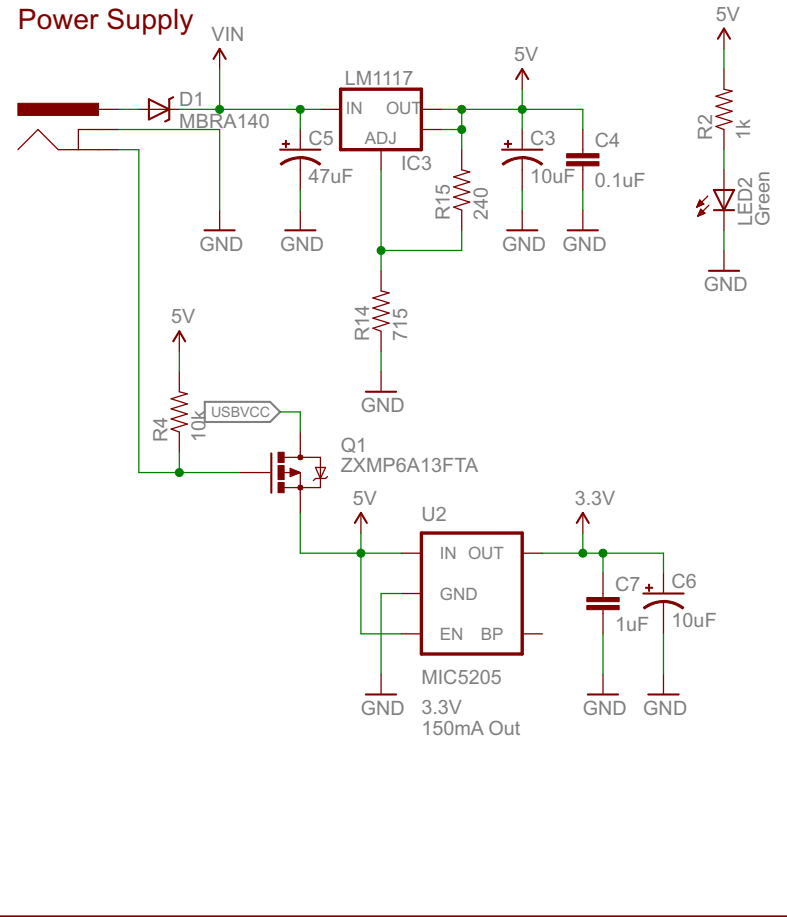 Power Supply
VIN
5V
5V
LM1117
D1
MBRA140
IN OUT
ADJ
IC3
C5
47uF
C3
10uF
C4
0.1uF
R15
240
R2
1k
LED2
Green
GND
GND
GND
GND
GND
R14
715
GND
5V
R4
10k
USBVCC
Q1
ZXMP6A13FTA
5V
U2
3.3V
IN OUT
GND
EN BP
C7
1uF
C6
10uF
MIC5205
GND
3.3V
150mA Out
GND
GND